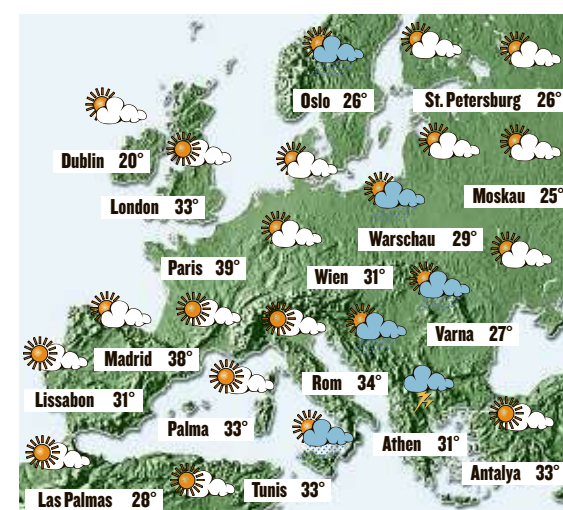 Oslo 26°
St. Petersburg 26°
Dublin 20°
Moskau 25°
London 33°
Warschau 29°
Paris 39°
Wien 31°
Varna 27°
Madrid 38°
Rom 34°
Lissabon 31°
Palma 33°
Athen 31°
Antalya 33°
Las Palmas 28°
Tunis 33°